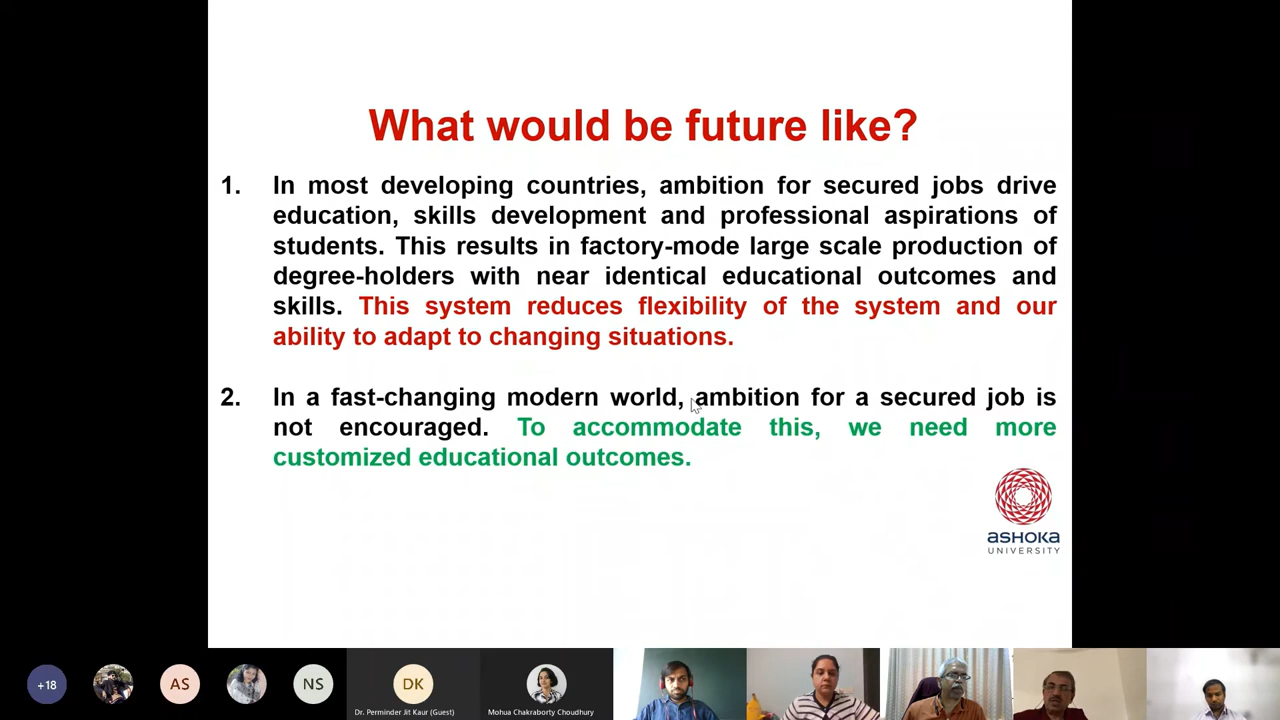 What would be future like?
1. In most developing countries, ambition for secured jobs drive
education, skills development and professional aspirations of
students. This results in factory-mode large scale production of
degree-holders with near identical educational outcomes and
skills. This system reduces flexibility of the system and our
ability to adapt to changing situations.
2. In a fast-changing modern world, ambition for a secured job is
not encouraged. To accommodate this, we need more
customized educational outcomes.
ASHOKA
UNIVERSITY
+18
AS
NS
DK
Dr. Perminder Jit Kaur (Guest)
Mohua Chakraborty Choudhury